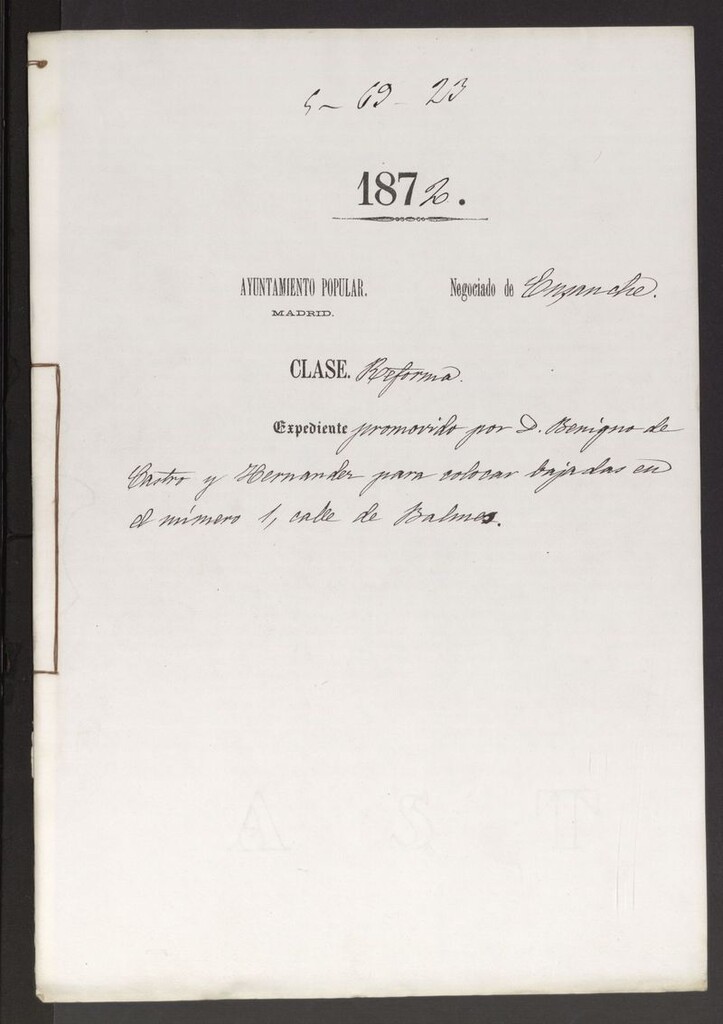 5-69-23
1872.
AYUNTAMIENTO POPULAR.
MADRID.
Negociado de Ensanche.
CLASE. Reforma.
Expediente promovido por D. Benigno de
Castro y Hernandez para colocar bajadas en
el número 1, calle de Balmes.